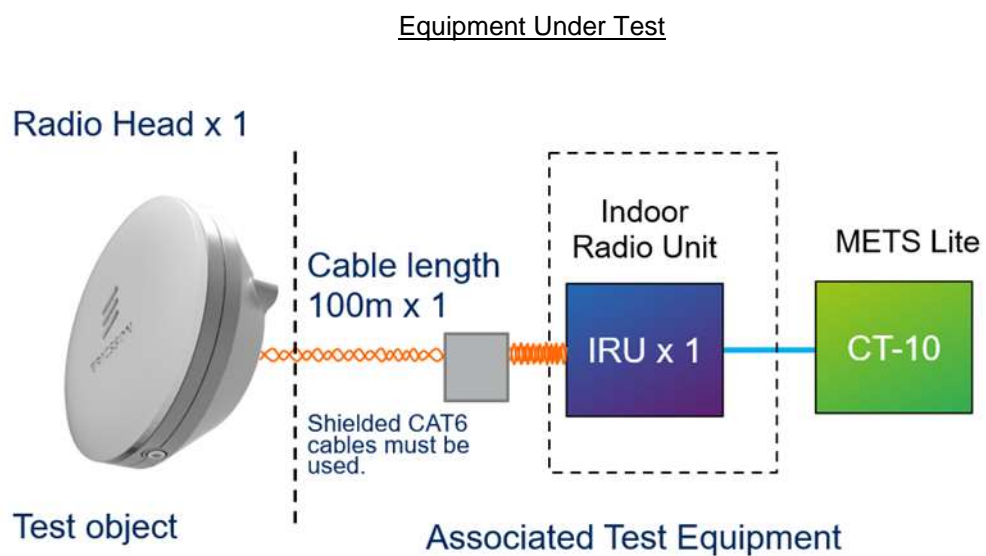 Equipment Under Test
Radio Head x 1
Cable length
100m x 1
Shielded CAT6
cables must be
used.
Indoor
Radio Unit
IRU x 1
METS Lite
CT-10
Test object
Associated Test Equipment